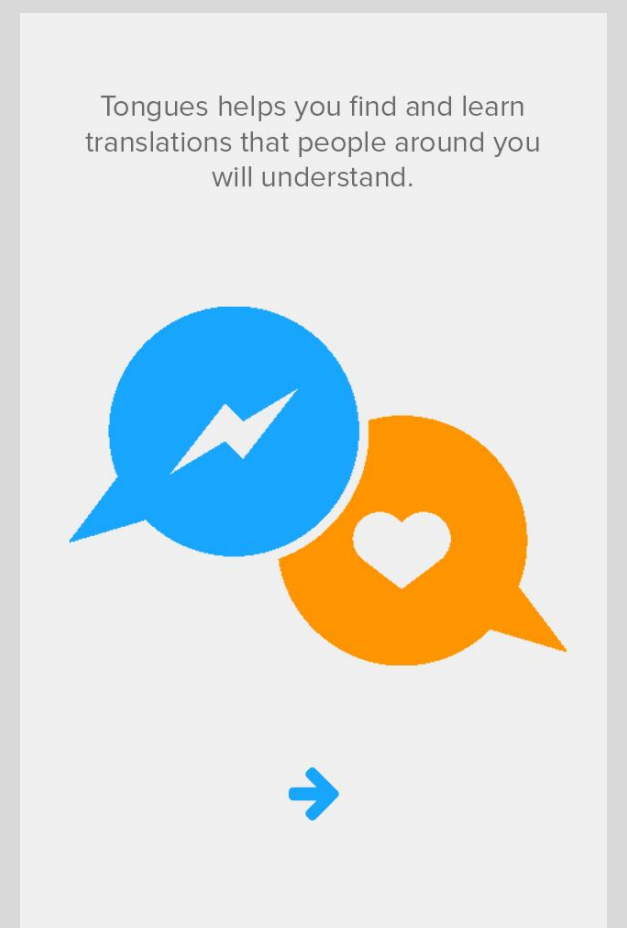 Tongues helps you find and learn
translations that people around you
will understand.